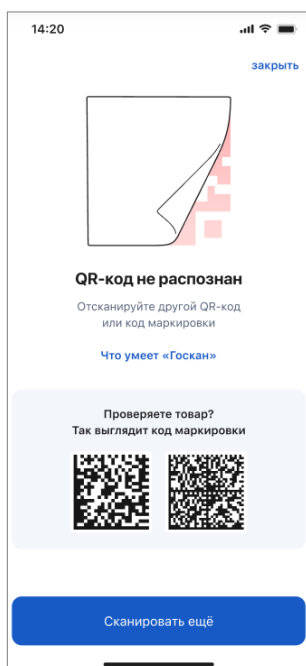 14:20
закрыть
QR-код не распознан
Отсканируйте другой QR-код
или код маркировки
Что умеет «Госкан»
Проверяете товар?
Так выглядит код маркировки
Сканировать ещё